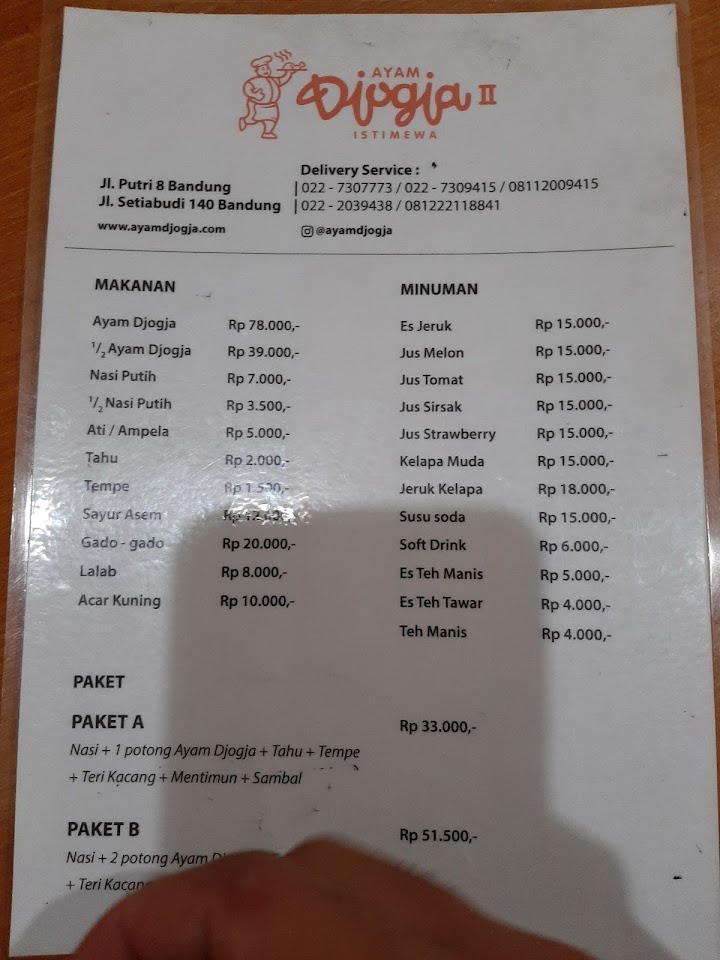 AYAM
Djogja II
ISTIMEWA
Delivery Service :
Jl. Putri 8 Bandung | 022 - 7307773 / 022 - 7309415 / 08112009415
Jl. Setiabudi 140 Bandung | 022 - 2039438 / 081222118841
www.ayamdjogja.com @ayamdjogja
MAKANAN
Ayam Djogja Rp 78.000,-
1/2 Ayam Djogja Rp 39.000,-
Nasi Putih Rp 7.000,-
1/2 Nasi Putih Rp 3.500,-
Ati / Ampela Rp 5.000,-
Tahu Rp 2.000,-
Tempe Rp 1.500,-
Sayur Asem Rp
Gado - gado Rp 20.000,-
Lalab Rp 8.000,-
Acar Kuning Rp 10.000,-
MINUMAN
Es Jeruk Rp 15.000,-
Jus Melon Rp 15.000,-
Jus Tomat Rp 15.000,-
Jus Sirsak Rp 15.000,-
Jus Strawberry Rp 15.000,-
Kelapa Muda Rp 15.000,-
Jeruk Kelapa Rp 18.000,-
Susu soda Rp 15.000,-
Soft Drink Rp 6.000,-
Es Teh Manis Rp 5.000,-
Es Teh Tawar Rp 4.000,-
Teh Manis Rp 4.000,-
PAKET
PAKET A Rp 33.000,-
Nasi + 1 potong Ayam Djogja + Tahu + Tempe
+ Teri Kacang + Mentimun + Sambal
PAKET B Rp 51.500,-
Nasi + 2 potong Ayam
+ Teri Kacang